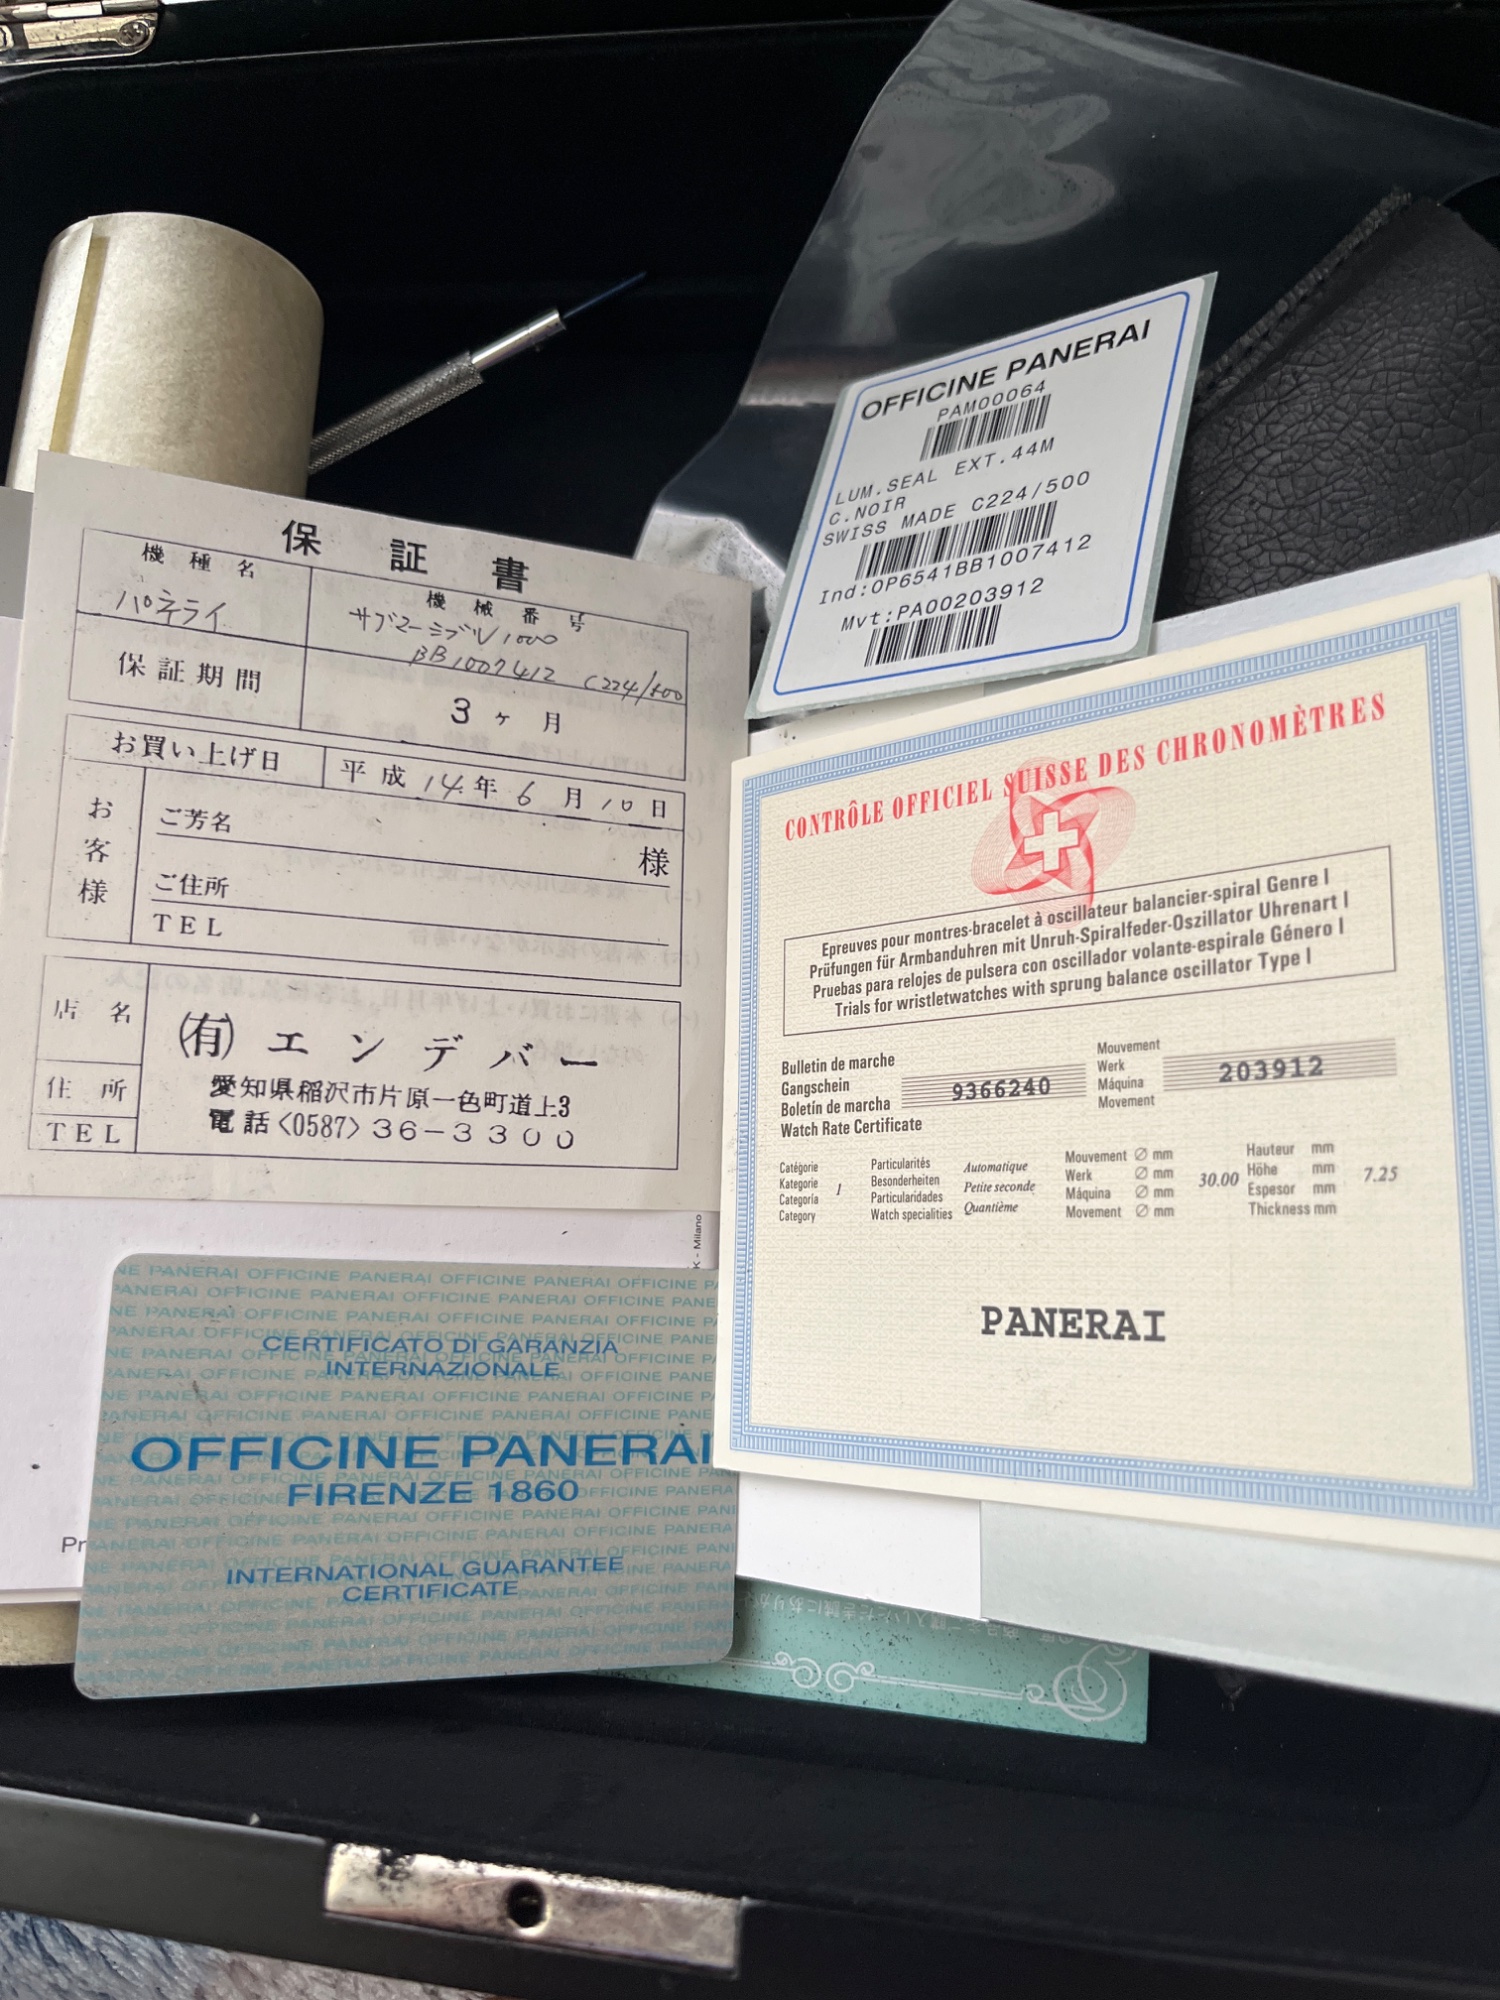 OFFICINE PANERAI
PAM00064
LUM.SEAL EXT.44M
C.NOIR
SWISS MADE C224/500
Ind:OP6541BB1007412
Mvt:PA00203912
保証書
機種名
パネライ
機械番号
サブマーシブル1000
BB1007412 C224/500
保証期間
3ヶ月
お買い上げ日
平成14年6月10日
お客様
ご芳名
様
ご住所
TEL
店名
住所
TEL
(有)エンデバー
愛知県稲沢市片原一色町道上3
電話<0587>36-3300
CONTRÔLE OFFICIEL SUISSE DES CHRONOMÈTRES
Epreuves pour montres-bracelet à oscillateur balancier-spiral Genre I
Prüfungen für Armbanduhren mit Unruh-Spiralfeder-Oszillator Uhrenart I
Pruebas para relojes de pulsera con oscillador volante-espirale Género I
Trials for wristletwatches with sprung balance oscillator Type I
Bulletin de marche
Gangschein
Boletín de marcha
Watch Rate Certificate
9366240
Mouvement
Werk
Máquina
Movement
203912
Catégorie
Kategorie
Categoria
Category
1
Particularités
Besonderheiten
Particularidades
Watch specialities
Automatique
Petite seconde
Quantième
Mouvement ∅ mm
Werk ∅ mm
Máquina ∅ mm
Movement ∅ mm
30.00
Hauteur mm
Höhe mm
Espesor mm
Thickness mm
7.25
PANERAI
- Milano
CERTIFICATO DI GARANZIA
INTERNAZIONALE
OFFICINE PANERAI
FIRENZE 1860
INTERNATIONAL GUARANTEE
CERTIFICATE